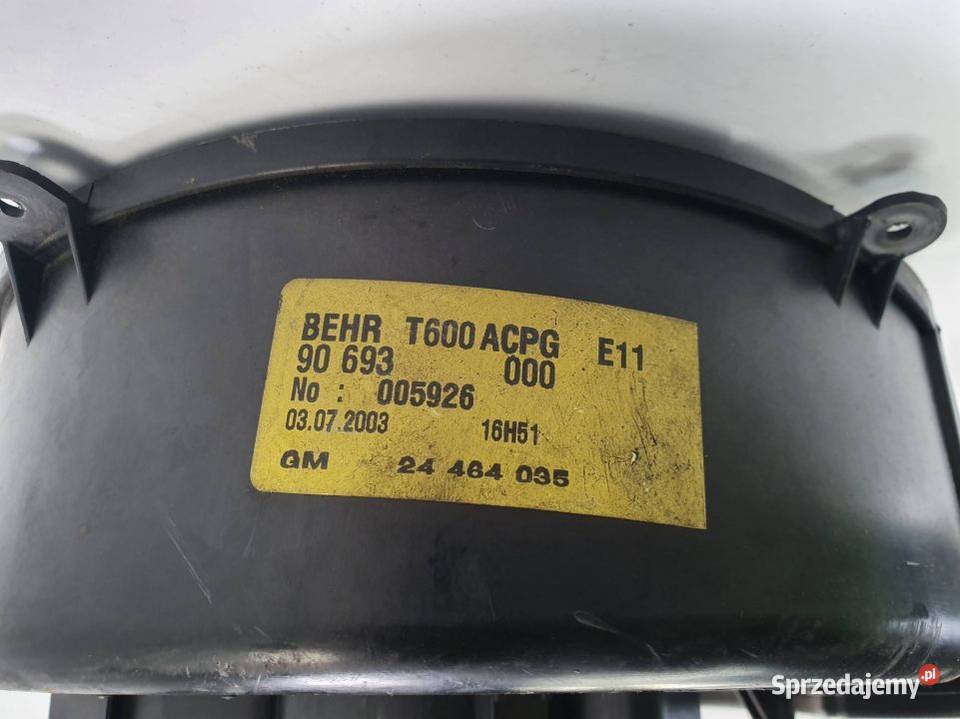 BEHR T600 ACPG E11
90 693 000
No : 005926
03.07.2003 16H51
GM 24 464 035
Sprzedajemy.pl